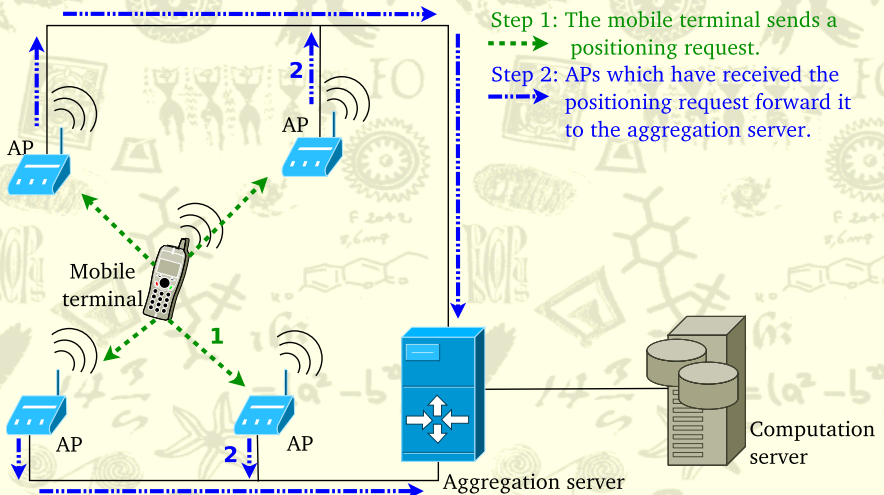 Step 1: The mobile terminal sends a
positioning request.
Step 2: APs which have received the
positioning request forward it
to the aggregation server.
2
AP
AP
Mobile
terminal
1
AP
2
AP
Computation
server
Aggregation server